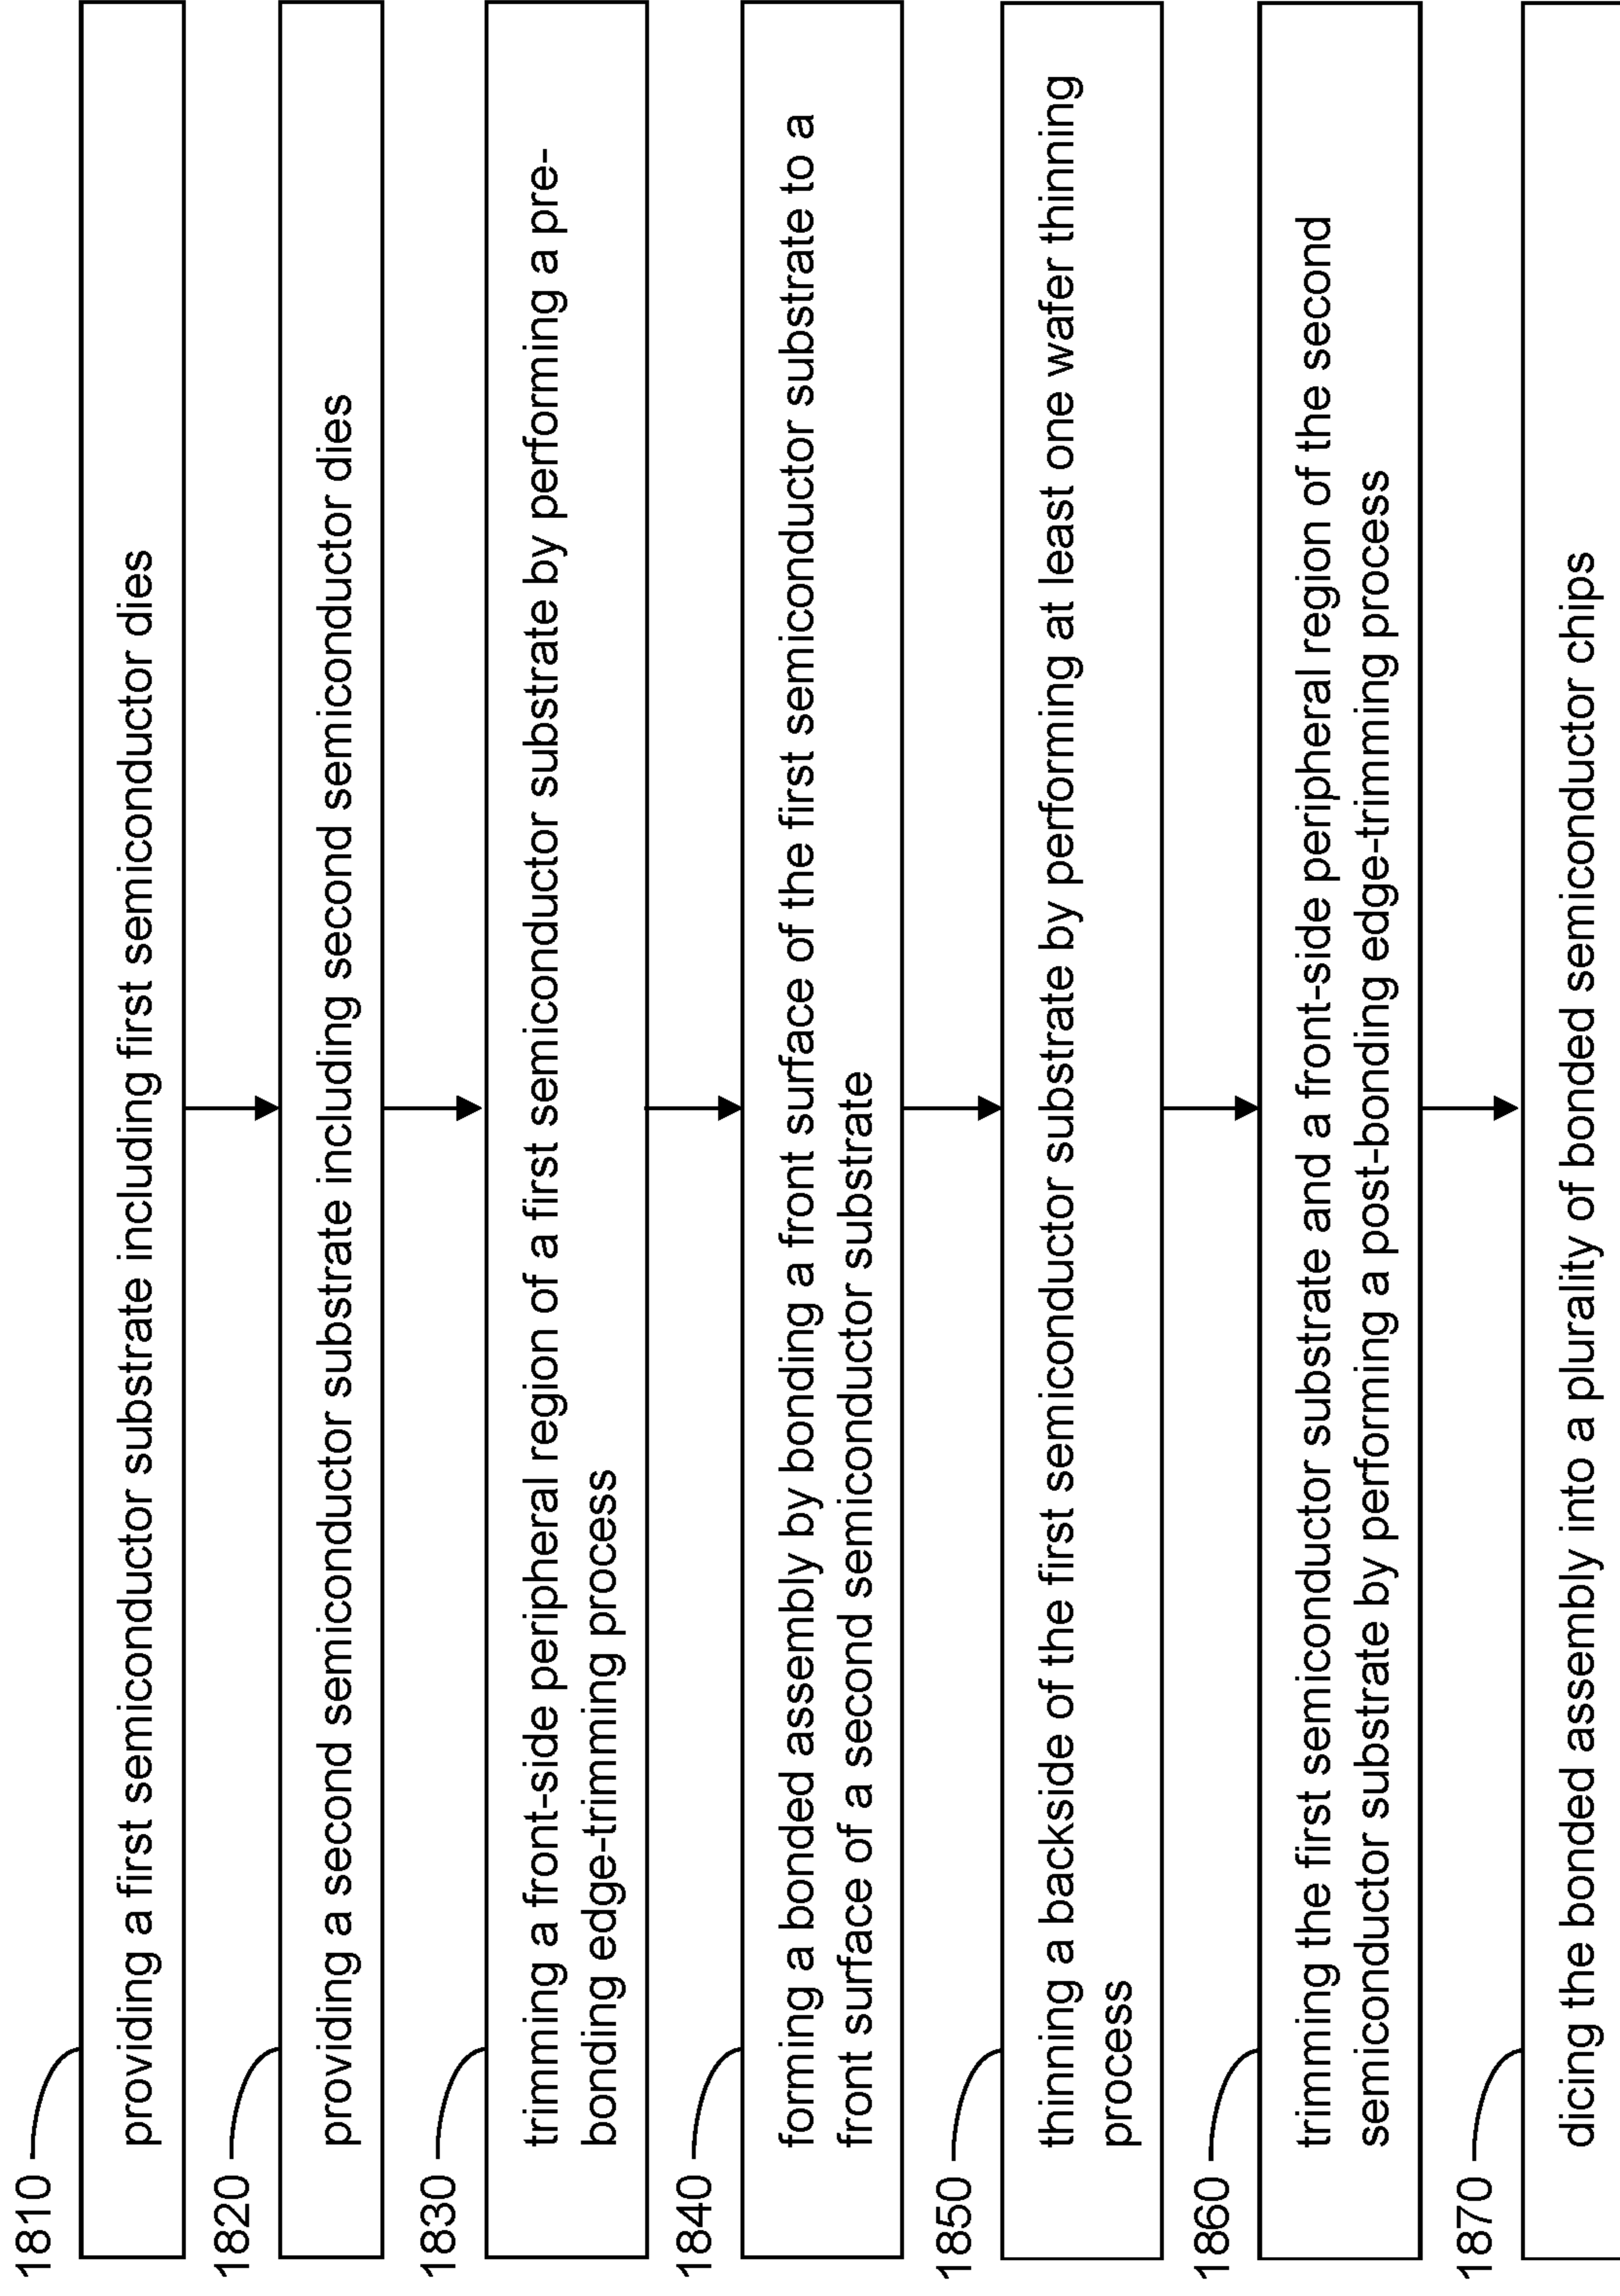 1810
providing a first semiconductor substrate including first semiconductor dies
1820
providing a second semiconductor substrate including second semiconductor dies
1830
trimming a front-side peripheral region of a first semiconductor substrate by performing a pre-
bonding edge-trimming process
1840
forming a bonded assembly by bonding a front surface of the first semiconductor substrate to a
front surface of a second semiconductor substrate
1850
thinning a backside of the first semiconductor substrate by performing at least one wafer thinning
process
1860
trimming the first semiconductor substrate and a front-side peripheral region of the second
semiconductor substrate by performing a post-bonding edge-trimming process
1870
dicing the bonded assembly into a plurality of bonded semiconductor chips